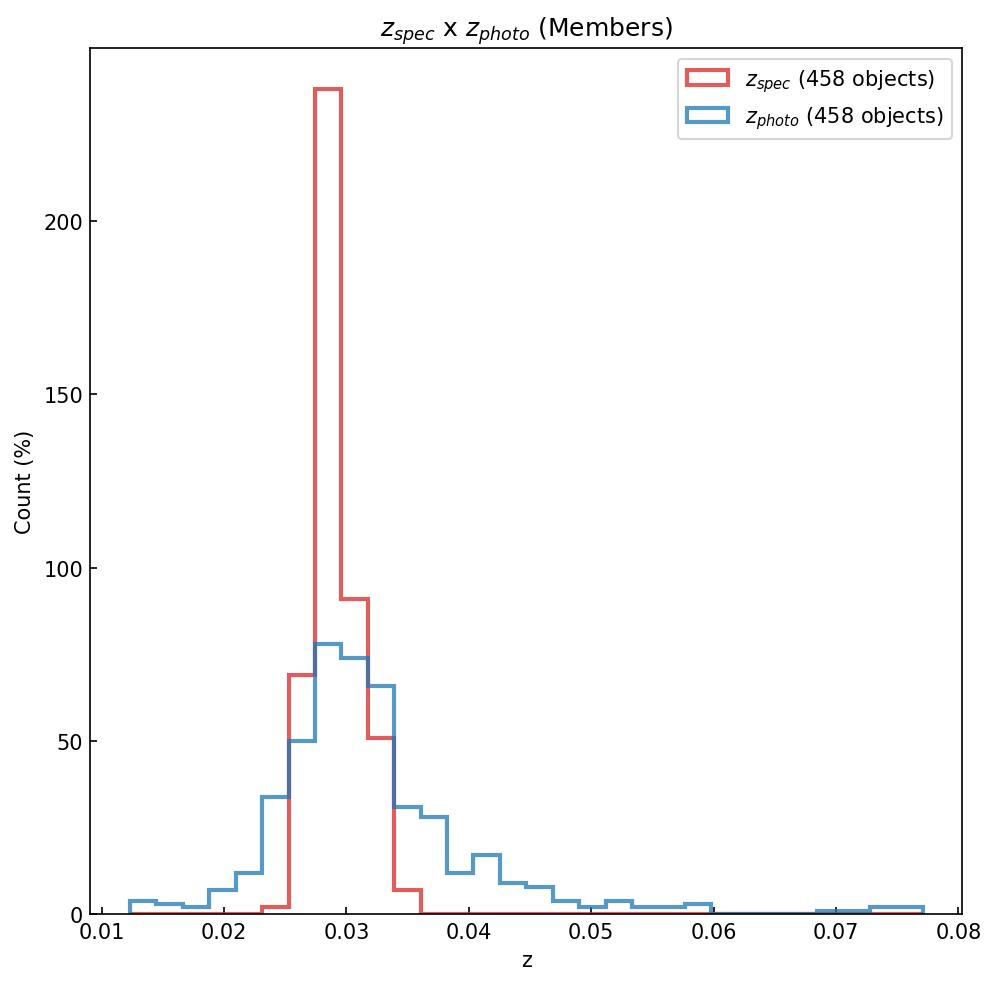 z_spec x z_photo (Members)
z_spec (458 objects)
z_photo (458 objects)
Count (%)
200
150
100
50
0
0.01 0.02 0.03 0.04 0.05 0.06 0.07 0.08
z